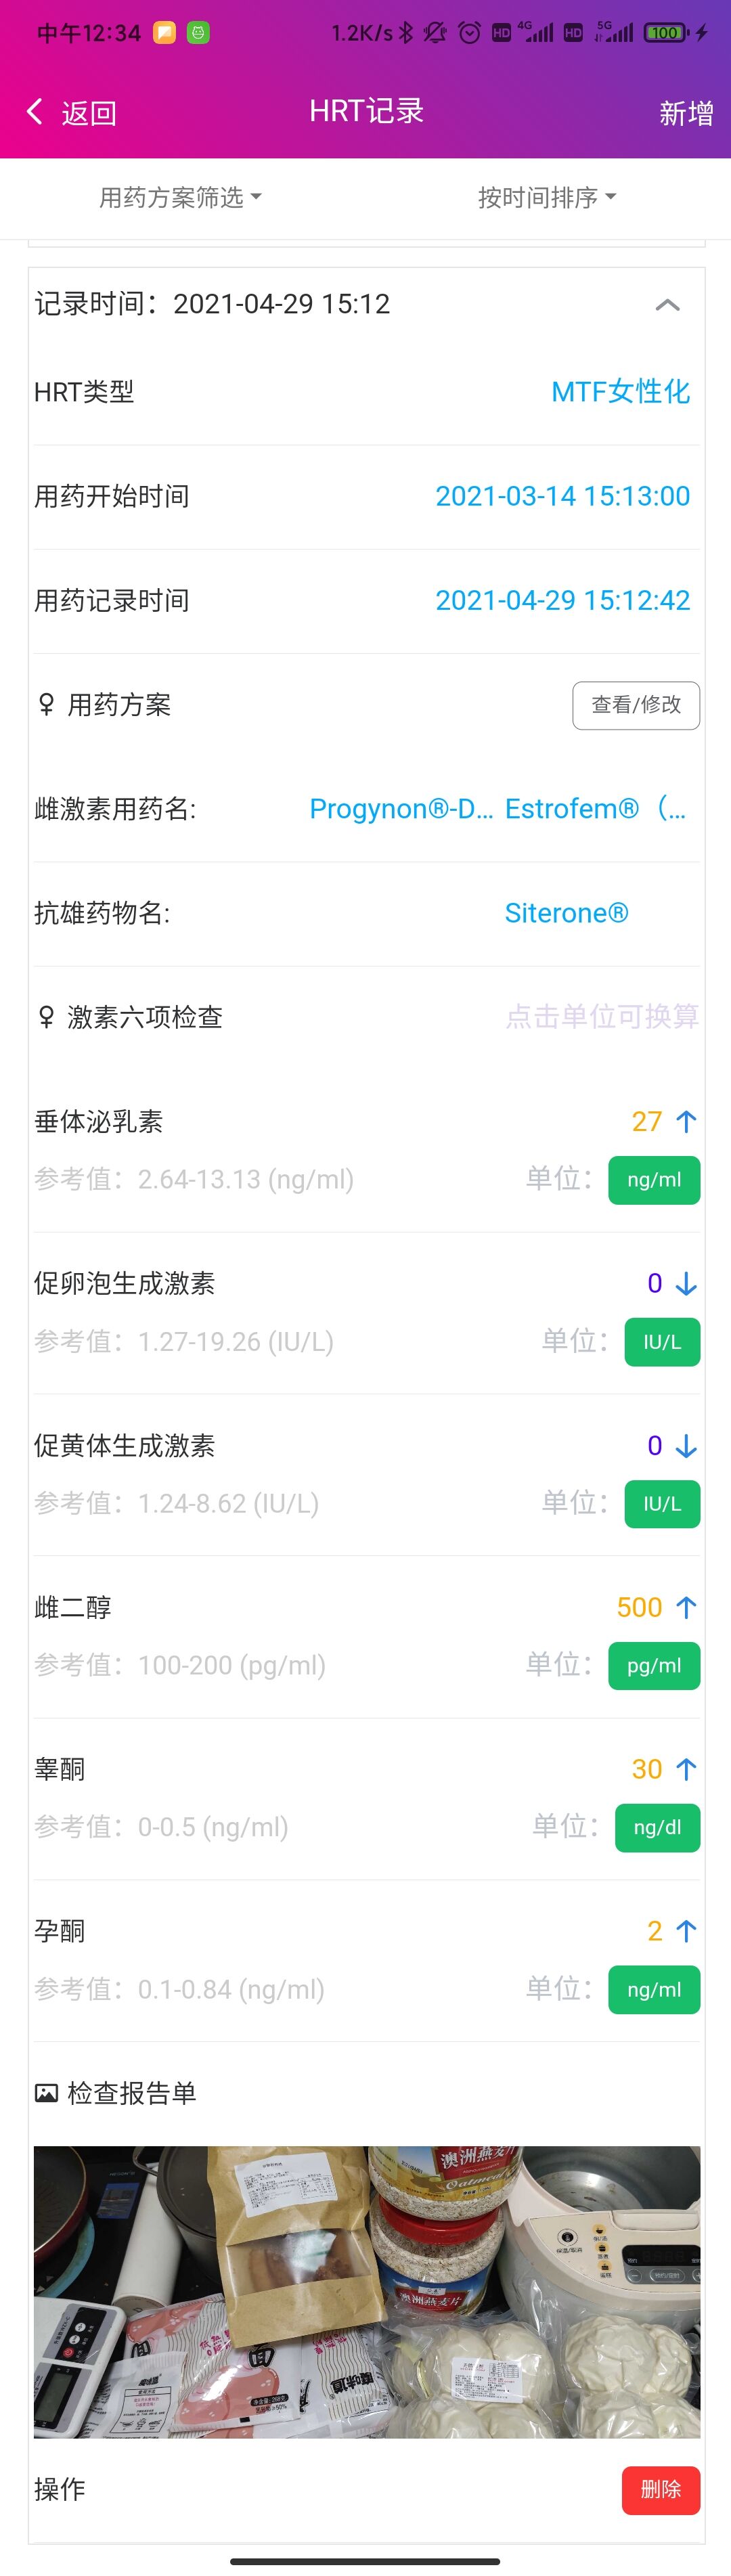 中午12:34
1.2K/s HD 4G HD 5G 100
返回 HRT记录 新增
用药方案筛选 按时间排序
记录时间：2021-04-29 15:12
HRT类型 MTF女性化
用药开始时间 2021-03-14 15:13:00
用药记录时间 2021-04-29 15:12:42
用药方案 查看/修改
雌激素用药名: Progynon®-D... Estrofem®（...
抗雄药物名: Siterone®
激素六项检查 点击单位可换算
垂体泌乳素 27
参考值：2.64-13.13 (ng/ml) 单位： ng/ml
促卵泡生成激素 0
参考值：1.27-19.26 (IU/L) 单位： IU/L
促黄体生成激素 0
参考值：1.24-8.62 (IU/L) 单位： IU/L
雌二醇 500
参考值：100-200 (pg/ml) 单位： pg/ml
睾酮 30
参考值：0-0.5 (ng/ml) 单位： ng/dl
孕酮 2
参考值：0.1-0.84 (ng/ml) 单位： ng/ml
检查报告单
澳洲燕麦片
Oatmeal
澳洲燕麦片
保温/取消
操作 删除